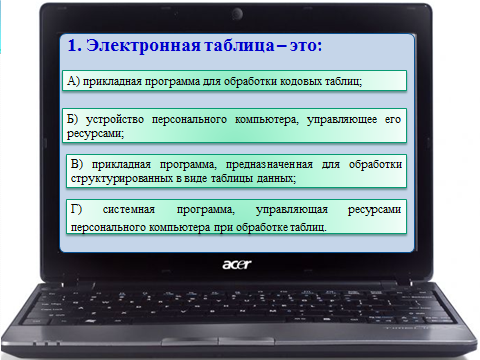 1. Электронная таблица – это:
А) прикладная программа для обработки кодовых таблиц;
Б) устройство персонального компьютера, управляющее его
ресурсами;
В) прикладная программа, предназначенная для обработки
структурированных в виде таблицы данных;
Г) системная программа, управляющая ресурсами
персонального компьютера при обработке таблиц.
acer